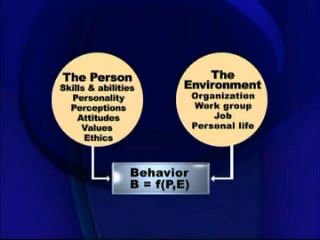 The Person
Skills & abilities
Personality
Perceptions
Attitudes
Values
Ethics
The
Environment
Organization
Work group
Job
Personal life
Behavior
B = f(P,E)